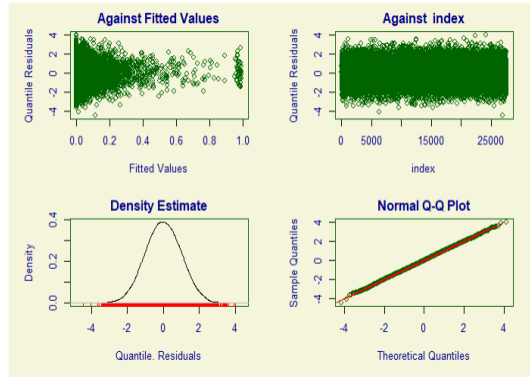 Against Fitted Values
Quantile Residuals
4
2
0
-2
-4
0.0 0.2 0.4 0.6 0.8 1.0
Fitted Values
Against index
Quantile Residuals
4
2
0
-2
-4
0 5000 15000 25000
index
Density Estimate
Density
0.4
0.2
0.0
-4 -2 0 2 4
Quantile. Residuals
Normal Q-Q Plot
Sample Quantiles
4
2
0
-2
-4
-4 -2 0 2 4
Theoretical Quantiles